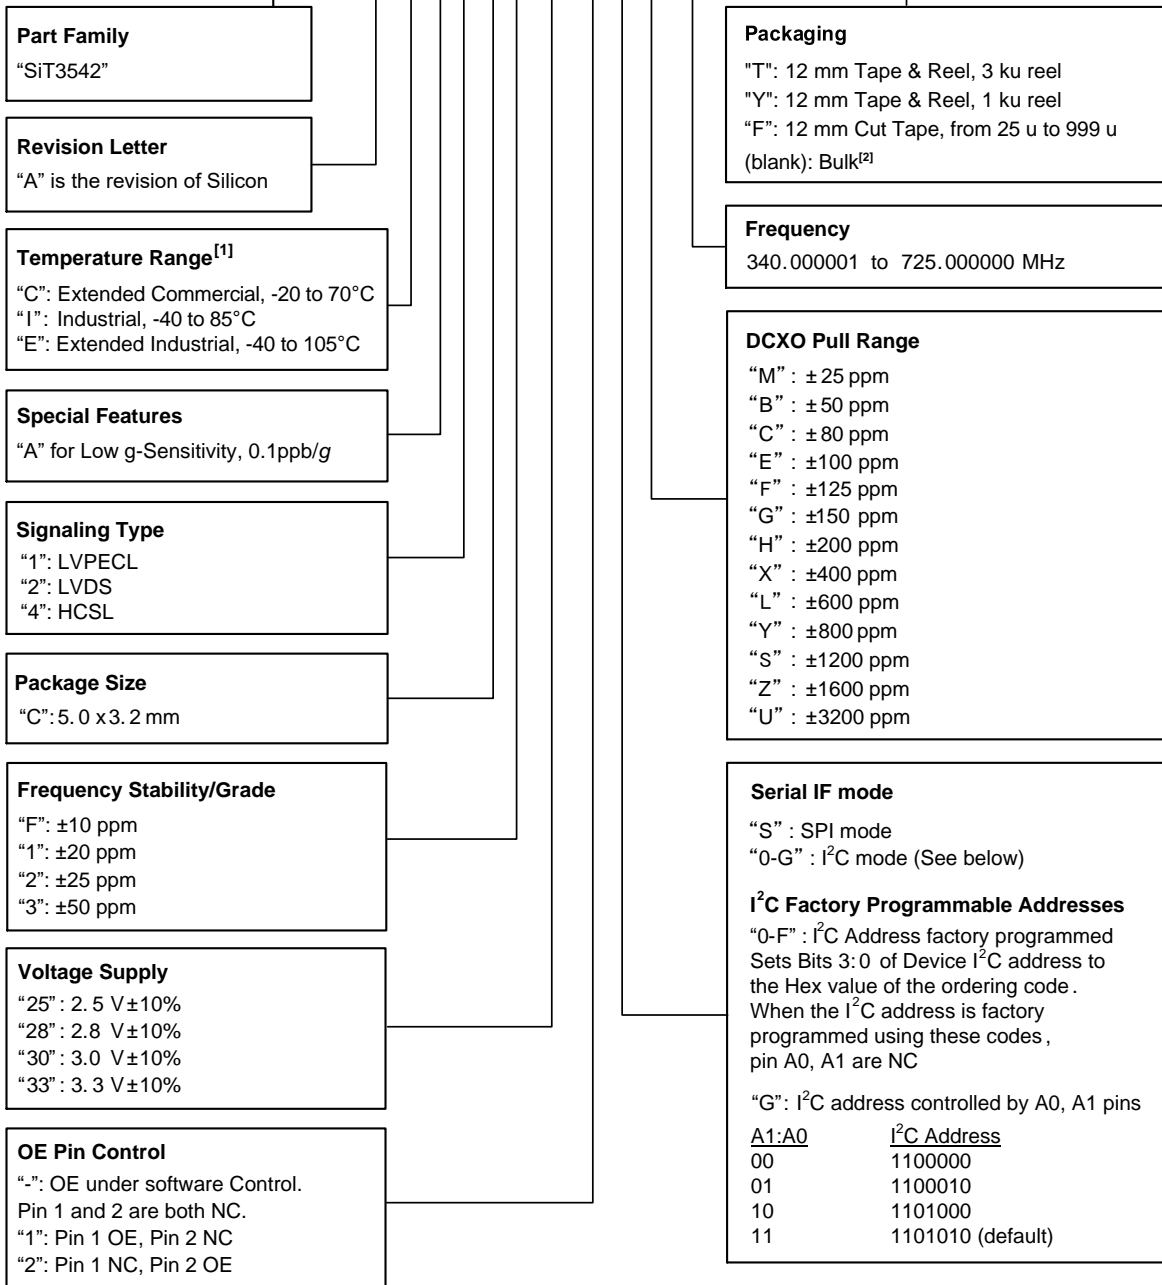 Part Family
“SiT3542”
Revision Letter
“A” is the revision of Silicon
Temperature Range[1]
“C”: Extended Commercial, -20 to 70°C
“I”: Industrial, -40 to 85°C
“E”: Extended Industrial, -40 to 105°C
Special Features
“A” for Low g-Sensitivity, 0.1ppb/g
Signaling Type
“1”: LVPECL
“2”: LVDS
“4”: HCSL
Package Size
“C”: 5.0 x 3.2 mm
Frequency Stability/Grade
“F”: ±10 ppm
“1”: ±20 ppm
“2”: ±25 ppm
“3”: ±50 ppm
Voltage Supply
“25”: 2.5 V±10%
“28”: 2.8 V±10%
“30”: 3.0 V±10%
“33”: 3.3 V±10%
OE Pin Control
“-”: OE under software Control.
Pin 1 and 2 are both NC.
“1”: Pin 1 OE, Pin 2 NC
“2”: Pin 1 NC, Pin 2 OE
Packaging
"T": 12 mm Tape & Reel, 3 ku reel
"Y": 12 mm Tape & Reel, 1 ku reel
“F”: 12 mm Cut Tape, from 25 u to 999 u
(blank): Bulk[2]
Frequency
340.000001 to 725.000000 MHz
DCXO Pull Range
“M” : ±25 ppm
“B” : ±50 ppm
“C” : ±80 ppm
“E” : ±100 ppm
“F” : ±125 ppm
“G” : ±150 ppm
“H” : ±200 ppm
“X” : ±400 ppm
“L” : ±600 ppm
“Y” : ±800 ppm
“S” : ±1200 ppm
“Z” : ±1600 ppm
“U” : ±3200 ppm
Serial IF mode
“S” : SPI mode
“0-G” : I²C mode (See below)
I²C Factory Programmable Addresses
“0-F” : I²C Address factory programmed
Sets Bits 3:0 of Device I²C address to
the Hex value of the ordering code.
When the I²C address is factory
programmed using these codes,
pin A0, A1 are NC
“G”: I²C address controlled by A0, A1 pins
A1:A0 I²C Address
00 1100000
01 1100010
10 1101000
11 1101010 (default)